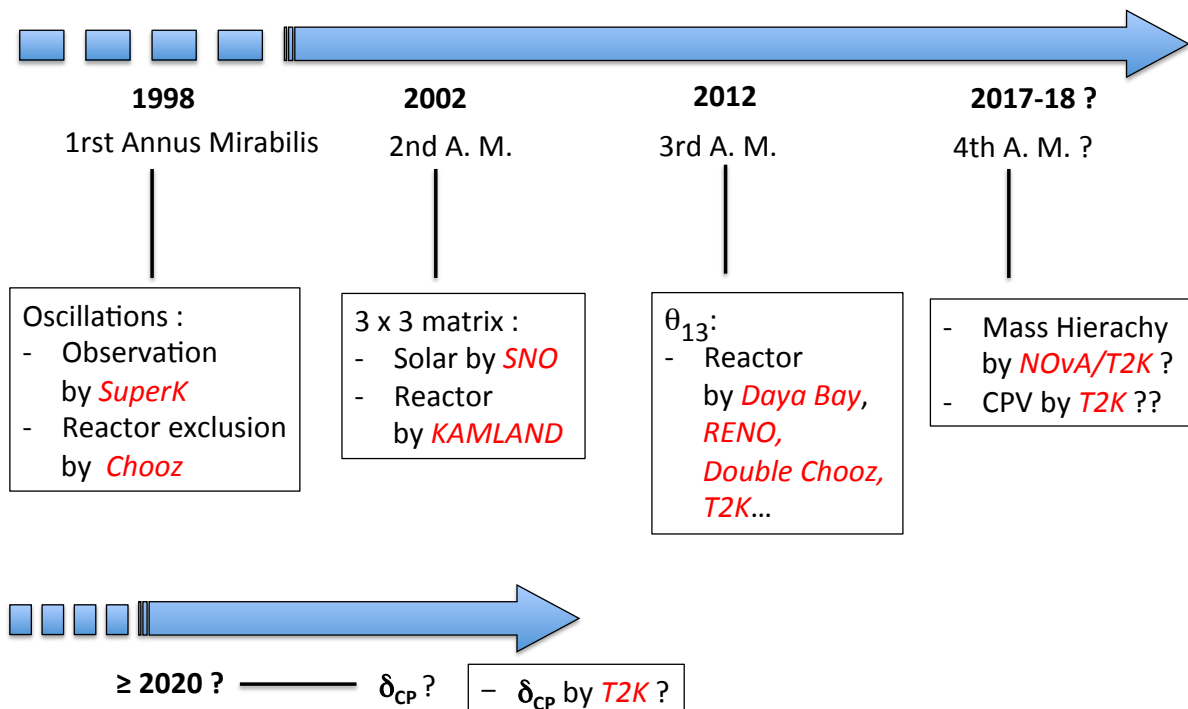 1998
1rst Annus Mirabilis
Oscillations :
- Observation
by SuperK
- Reactor exclusion
by Chooz
2002
2nd A. M.
3 x 3 matrix :
- Solar by SNO
- Reactor
by KAMLAND
2012
3rd A. M.
θ13:
- Reactor
by Daya Bay,
RENO,
Double Chooz,
T2K...
2017-18 ?
4th A. M. ?
- Mass Hierachy
by NOvA/T2K ?
- CPV by T2K ??
≥ 2020 ?
δCP ?
– δCP by T2K ?